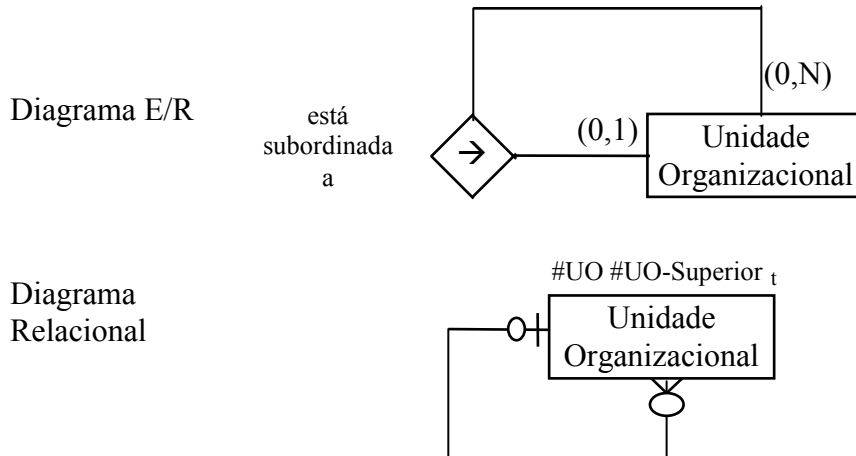 (0,N)
Diagrama E/R
está
subordinada
a
→
(0,1)
Unidade
Organizacional
#UO #UO-Superior t
Diagrama
Relacional
Unidade
Organizacional